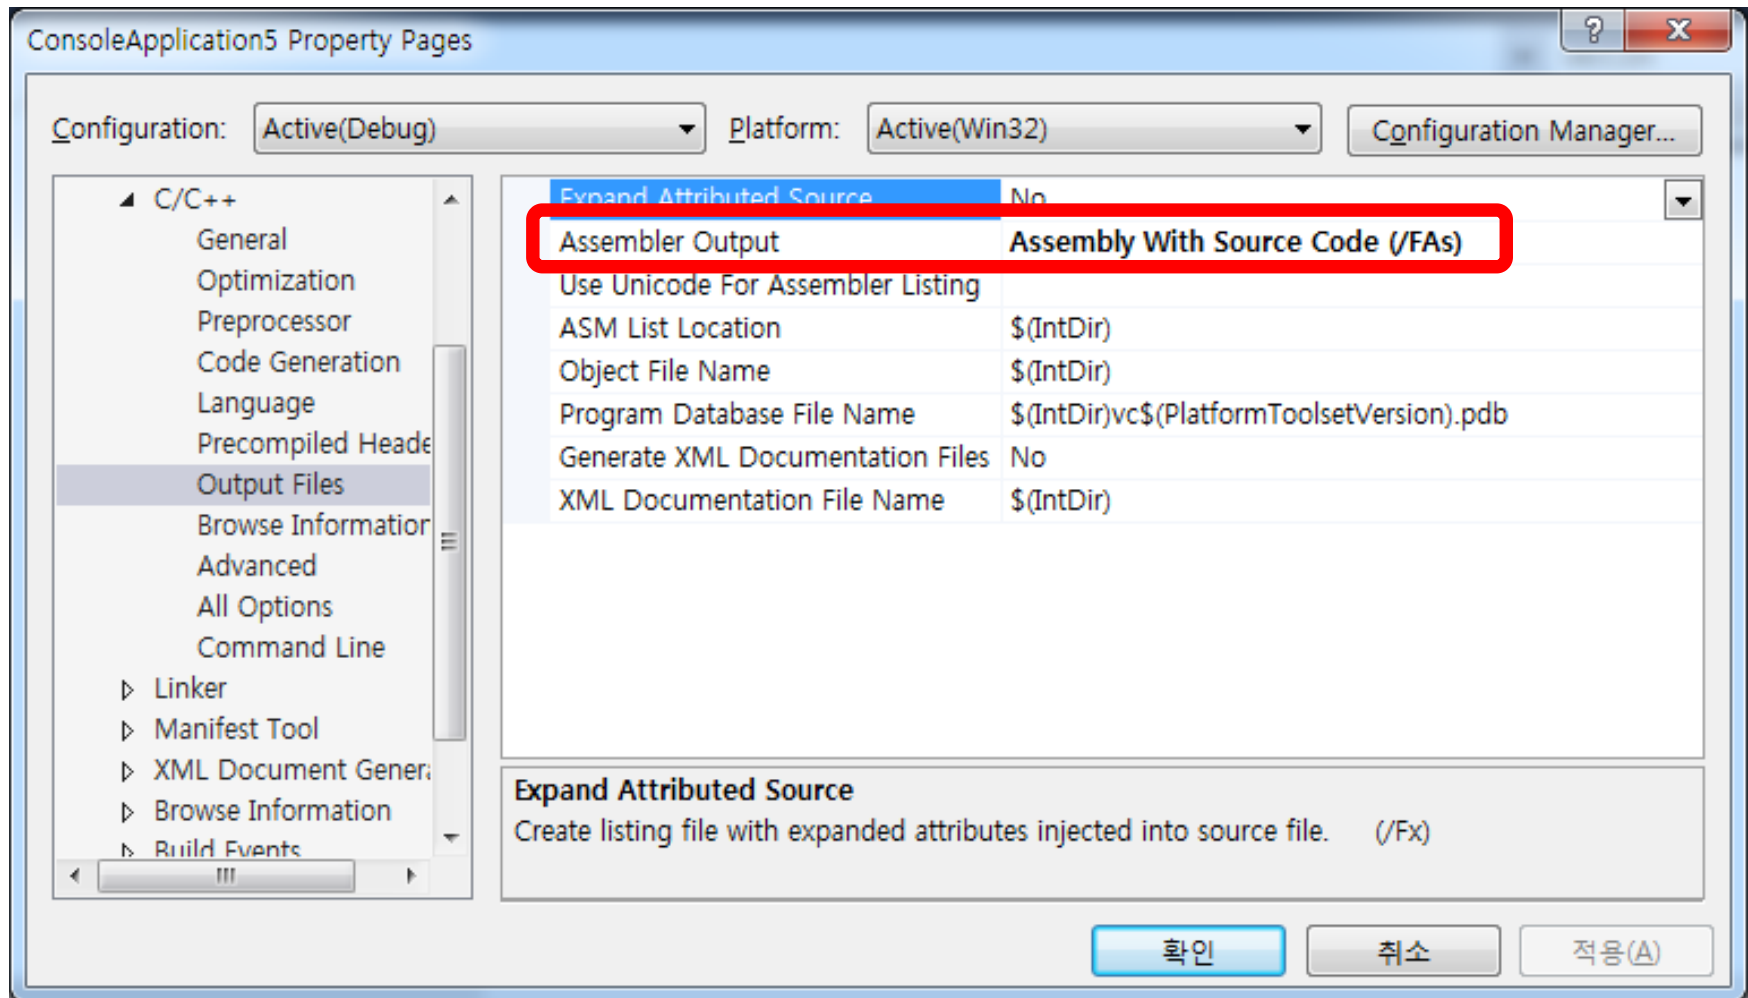 ConsoleApplication5 Property Pages
Configuration: Active(Debug) Platform: Active(Win32) Configuration Manager...
C/C++
General
Optimization
Preprocessor
Code Generation
Language
Precompiled Heade
Output Files
Browse Information
Advanced
All Options
Command Line
Linker
Manifest Tool
XML Document Genera
Browse Information
Build Events
Expand Attributed Source No
Assembler Output Assembly With Source Code (/FAs)
Use Unicode For Assembler Listing
ASM List Location $(IntDir)
Object File Name $(IntDir)
Program Database File Name $(IntDir)vc$(PlatformToolsetVersion).pdb
Generate XML Documentation Files No
XML Documentation File Name $(IntDir)
Expand Attributed Source
Create listing file with expanded attributes injected into source file. (/Fx)
확인 취소 적용(A)